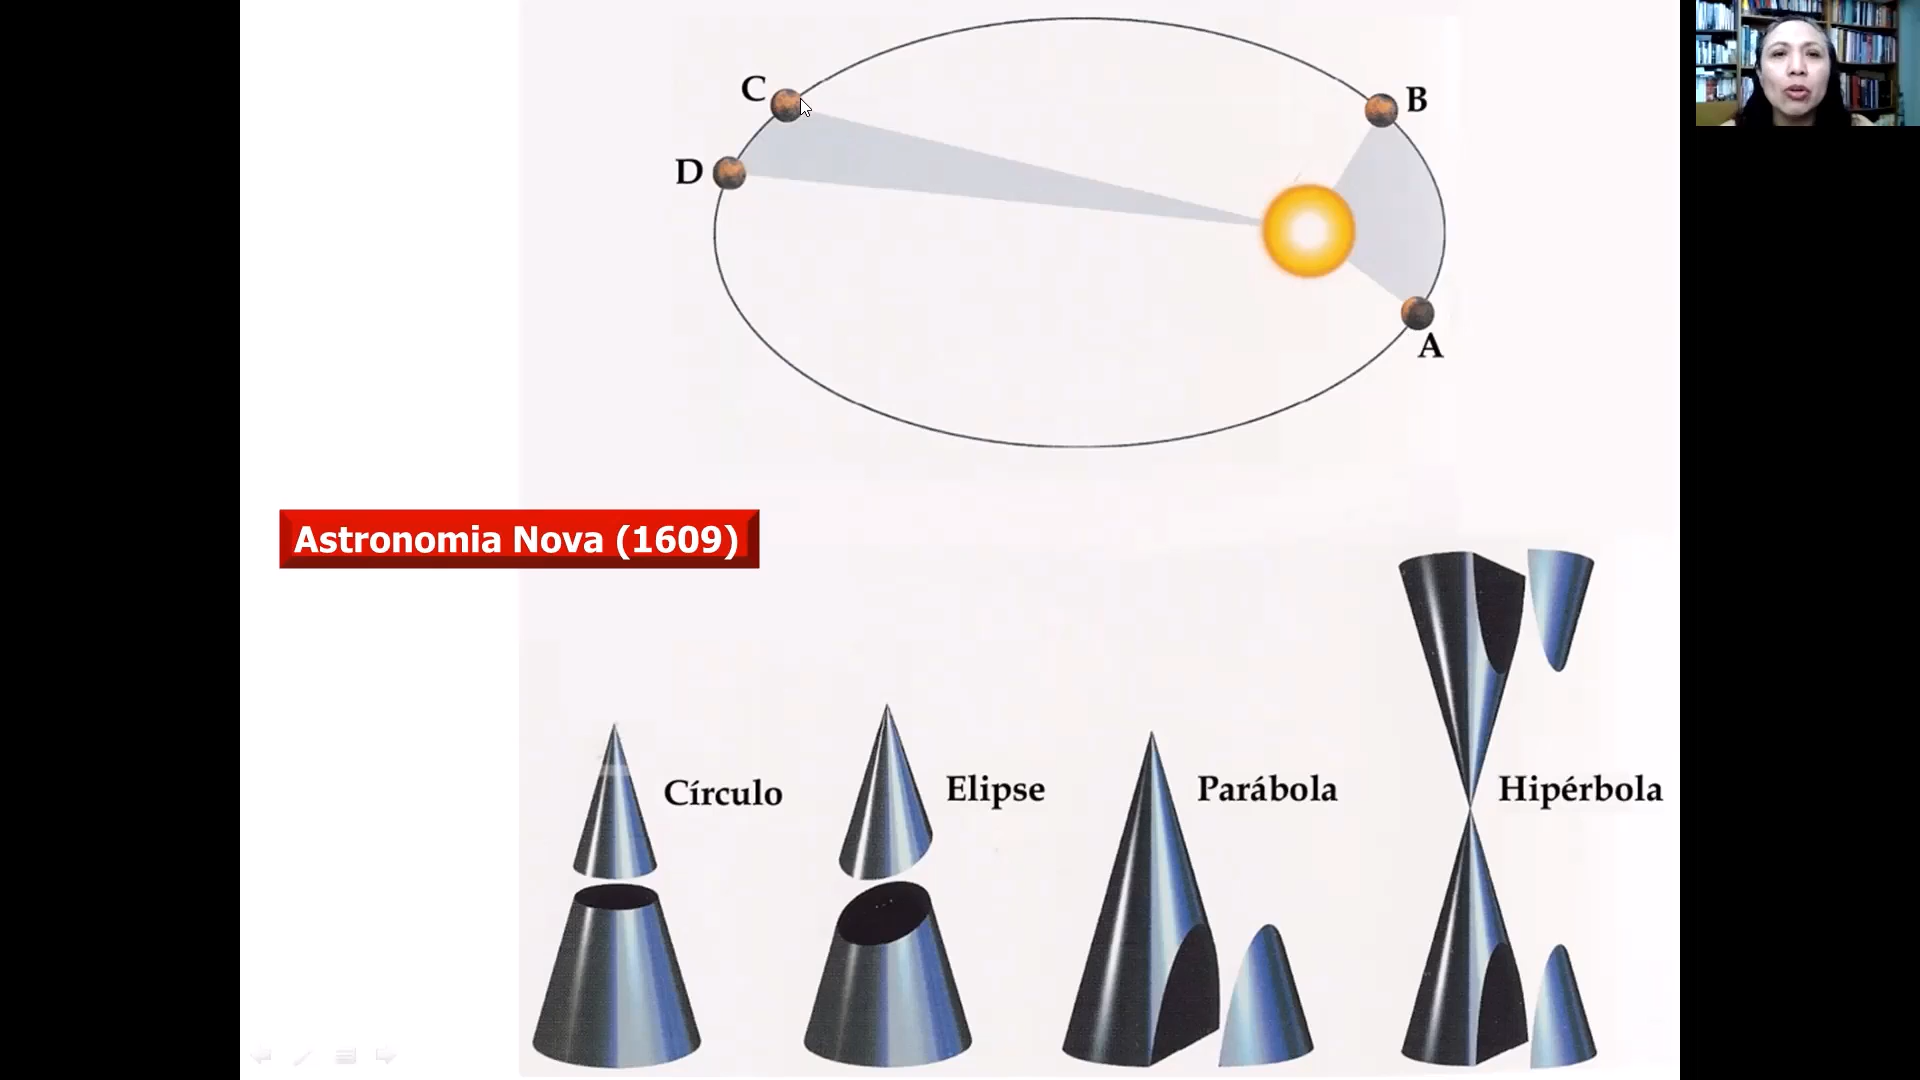 C
B
D
A
Astronomia Nova (1609)
Círculo
Elipse
Parábola
Hipérbola